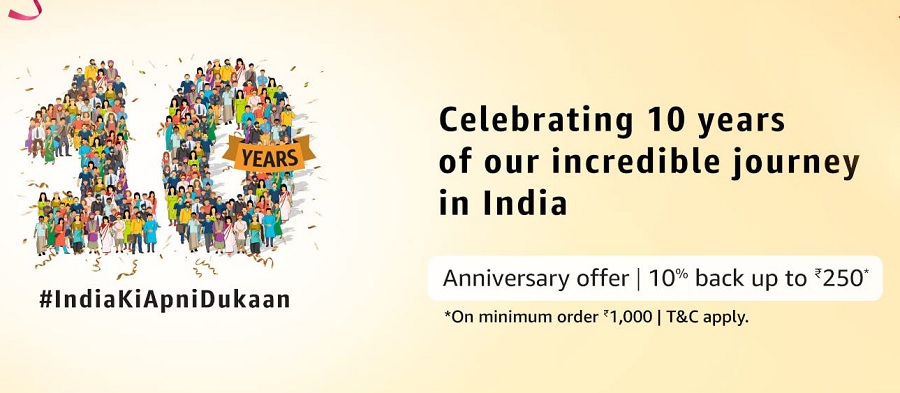 YEARS
#IndiaKiApniDukaan
Celebrating 10 years
of our incredible journey
in India
Anniversary offer | 10% back up to ₹250*
*On minimum order ₹1,000 | T&C apply.